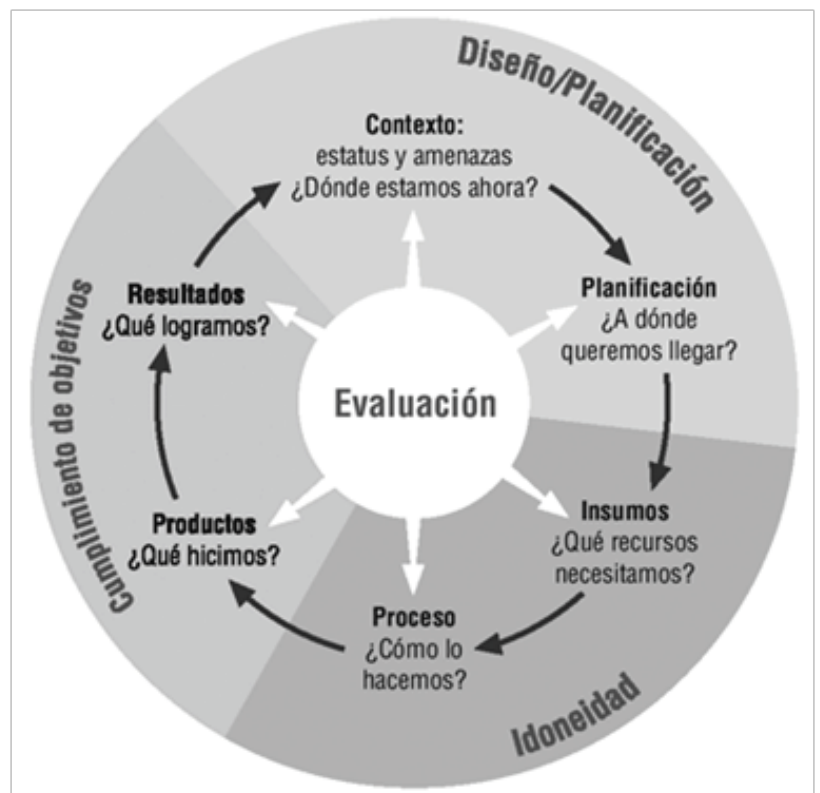 Diseño/Planificación
Contexto:
estatus y amenazas
¿Dónde estamos ahora?
Planificación
¿A dónde
queremos llegar?
Insumos
¿Qué recursos
necesitamos?
Idoneidad
Proceso
¿Cómo lo
hacemos?
Productos
¿Qué hicimos?
Resultados
¿Qué logramos?
Cumplimiento de objetivos
Evaluación